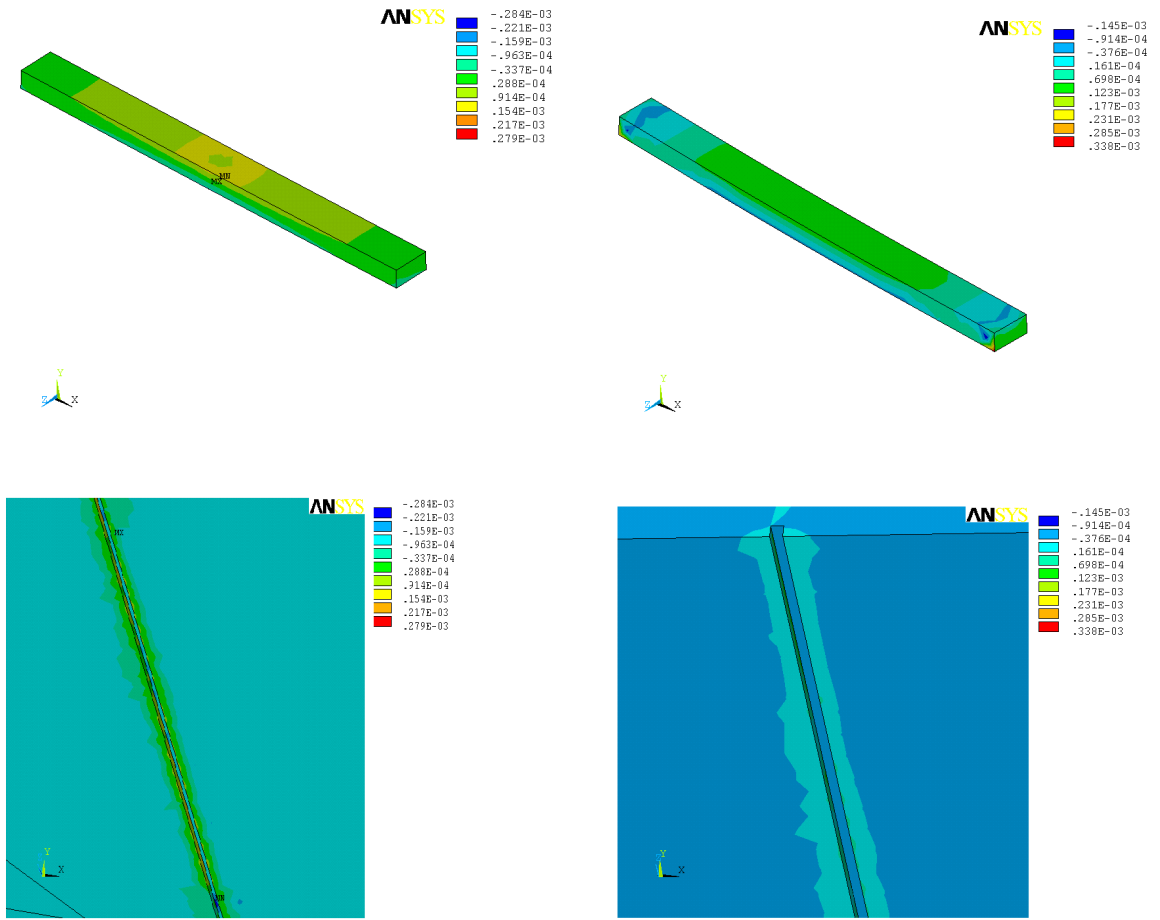 ANSYS
-.284E-03
-.221E-03
-.159E-03
-.963E-04
-.337E-04
.288E-04
.914E-04
.154E-03
.217E-03
.279E-03
MN
MX
Y
Z X
ANSYS
-.145E-03
-.914E-04
-.376E-04
.161E-04
.698E-04
.123E-03
.177E-03
.231E-03
.285E-03
.338E-03
Y
Z X
ANSYS
-.284E-03
-.221E-03
-.159E-03
-.963E-04
-.337E-04
.288E-04
.914E-04
.154E-03
.217E-03
.279E-03
MX
MN
Y
X
ANSYS
-.145E-03
-.914E-04
-.376E-04
.161E-04
.698E-04
.123E-03
.177E-03
.231E-03
.285E-03
.338E-03
Y
X